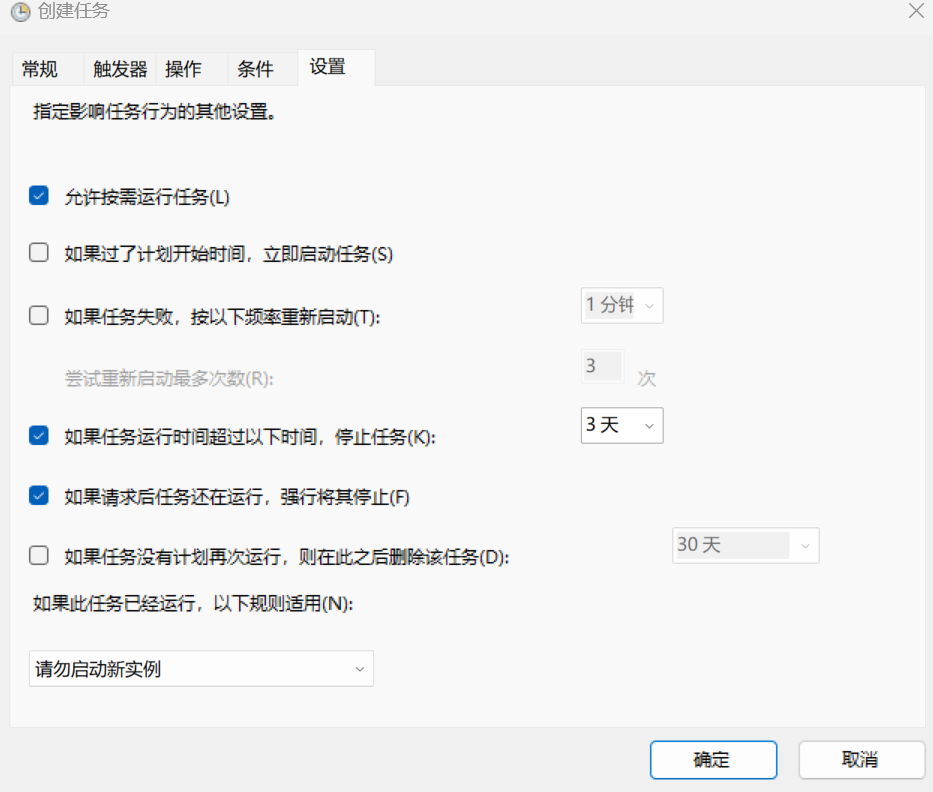 创建任务
常规 触发器 操作 条件 设置
指定影响任务行为的其他设置。
允许按需运行任务(L)
如果过了计划开始时间，立即启动任务(S)
如果任务失败，按以下频率重新启动(T): 1 分钟
尝试重新启动最多次数(R): 3 次
如果任务运行时间超过以下时间，停止任务(K): 3 天
如果请求后任务还在运行，强行将其停止(F)
如果任务没有计划再次运行，则在此之后删除该任务(D): 30 天
如果此任务已经运行，以下规则适用(N):
请勿启动新实例
确定 取消